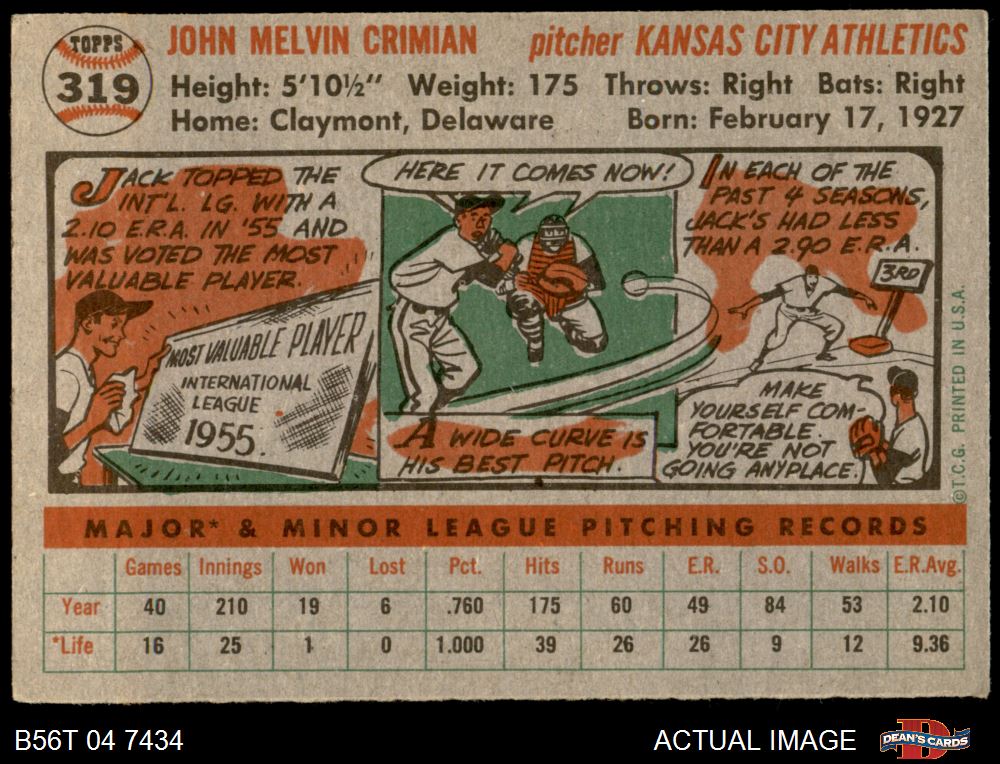 TOPPS
319
JOHN MELVIN CRIMIAN pitcher KANSAS CITY ATHLETICS
Height: 5'10½" Weight: 175 Throws: Right Bats: Right
Home: Claymont, Delaware Born: February 17, 1927
JACK TOPPED THE
INT'L. LG. WITH A
2.10 E.R.A. IN '55 AND
WAS VOTED THE MOST
VALUABLE PLAYER.
MOST VALUABLE PLAYER
INTERNATIONAL
LEAGUE
1955.
HERE IT COMES NOW!
A WIDE CURVE IS
HIS BEST PITCH.
IN EACH OF THE
PAST 4 SEASONS,
JACK'S HAD LESS
THAN A 2.90 E.R.A.
3RD
MAKE
YOURSELF COM-
FORTABLE.
YOU'RE NOT
GOING ANYPLACE.
©T.C.G. PRINTED IN U.S.A.
MAJOR* & MINOR LEAGUE PITCHING RECORDS
Games Innings Won Lost Pct. Hits Runs E.R. S.O. Walks E.R.Avg.
Year 40 210 19 6 .760 175 60 49 84 53 2.10
*Life 16 25 1 0 1.000 39 26 26 9 12 9.36
B56T 04 7434
ACTUAL IMAGE
D
DEAN'S CARDS